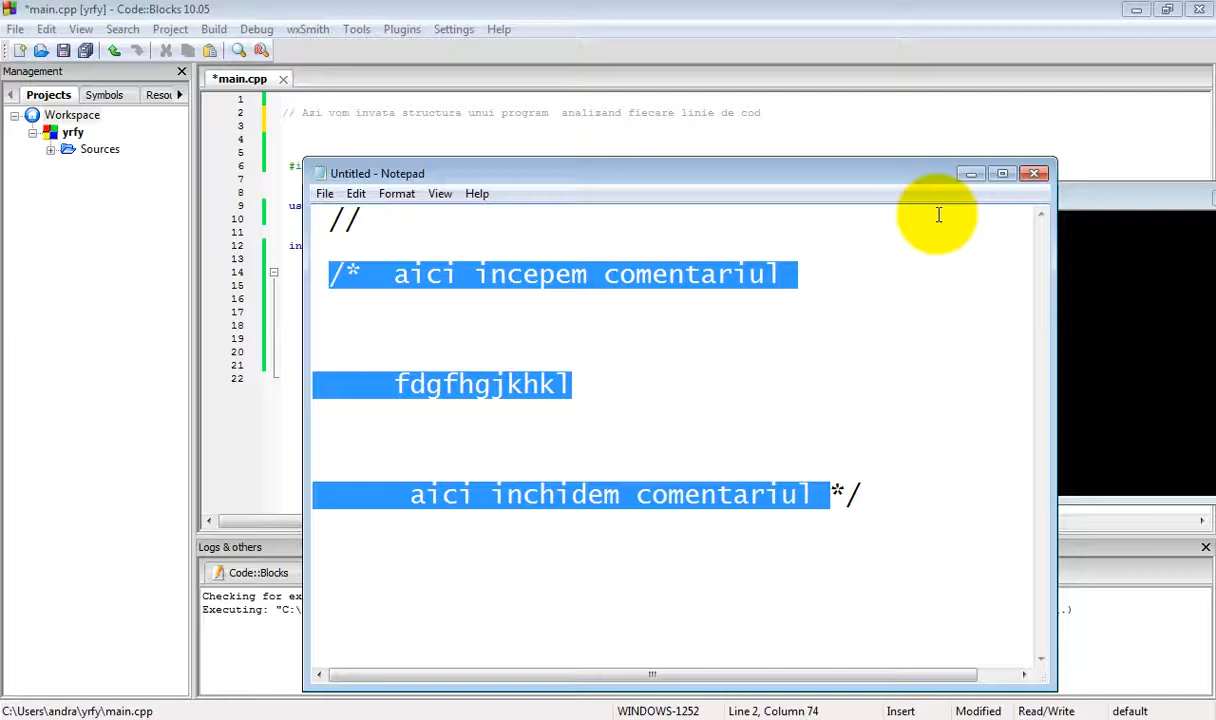 *main.cpp [yrfy] - Code::Blocks 10.05
File Edit View Search Project Build Debug wxSmith Tools Plugins Settings Help
Management
*main.cpp
Projects Symbols Resou
Workspace
yrfy
Sources
1
2 // Azi vom invata structura unui program  analizand fiecare linie de cod
3
4
5
6 #i
7
8
9 us
10
11
12 in
13
14
15
16
17
18
19
20
21
22
Untitled - Notepad
File Edit Format View Help
//
/*  aici incepem comentariul
fdgfhgjkhkl
aici inchidem comentariul */
Logs & others
Code::Blocks
Checking for ex
Executing: "C:\ .)
C:\Users\andra\yrfy\main.cpp WINDOWS-1252 Line 2, Column 74 Insert Modified Read/Write default